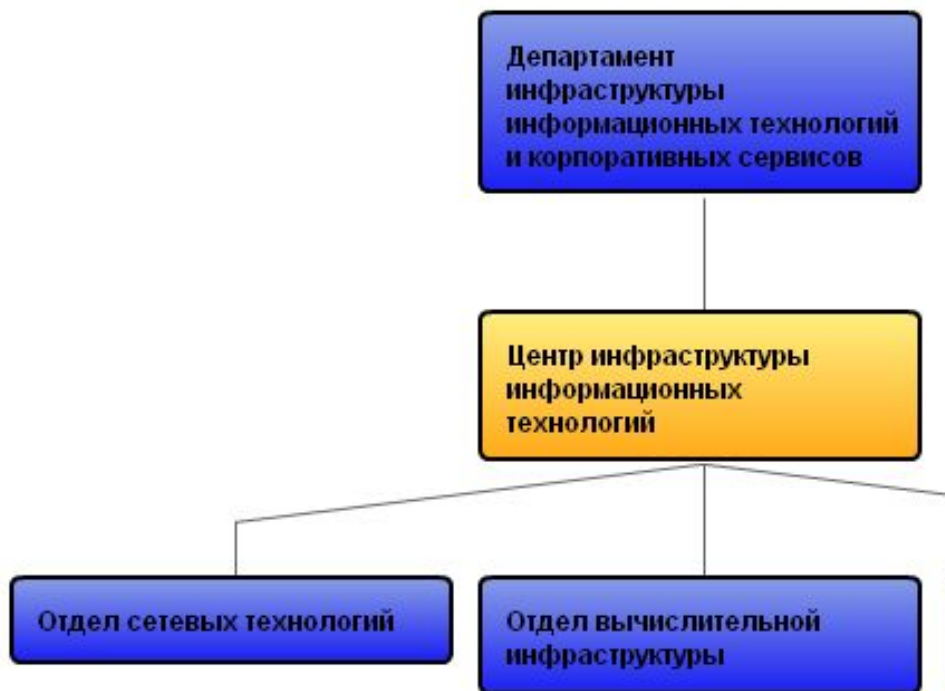 Департамент
инфраструктуры
информационных технологий
и корпоративных сервисов
Центр инфраструктуры
информационных
технологий
Отдел сетевых технологий
Отдел вычислительной
инфраструктуры